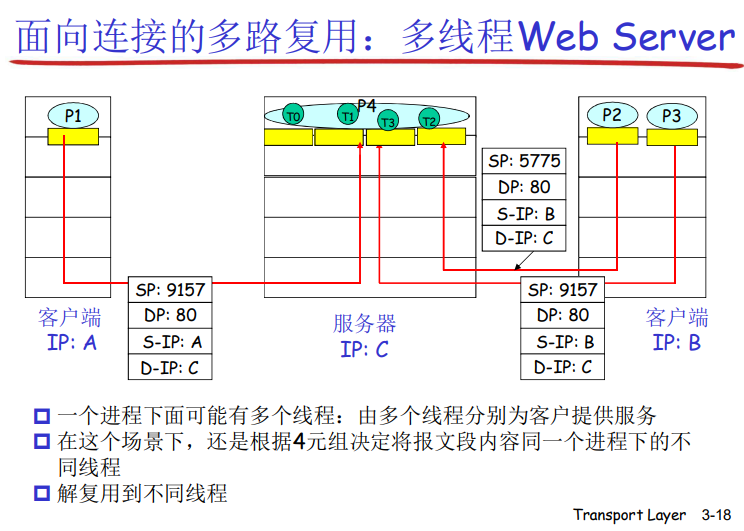 面向连接的多路复用：多线程Web Server
P1
P4
T0
T1
T3
T2
P2
P3
SP: 5775
DP: 80
S-IP: B
D-IP: C
SP: 9157
DP: 80
S-IP: A
D-IP: C
SP: 9157
DP: 80
S-IP: B
D-IP: C
客户端
IP: A
服务器
IP: C
客户端
IP: B
一个进程下面可能有多个线程：由多个线程分别为客户提供服务
在这个场景下，还是根据4元组决定将报文段内容同一个进程下的不
同线程
解复用到不同线程
Transport Layer 3-18